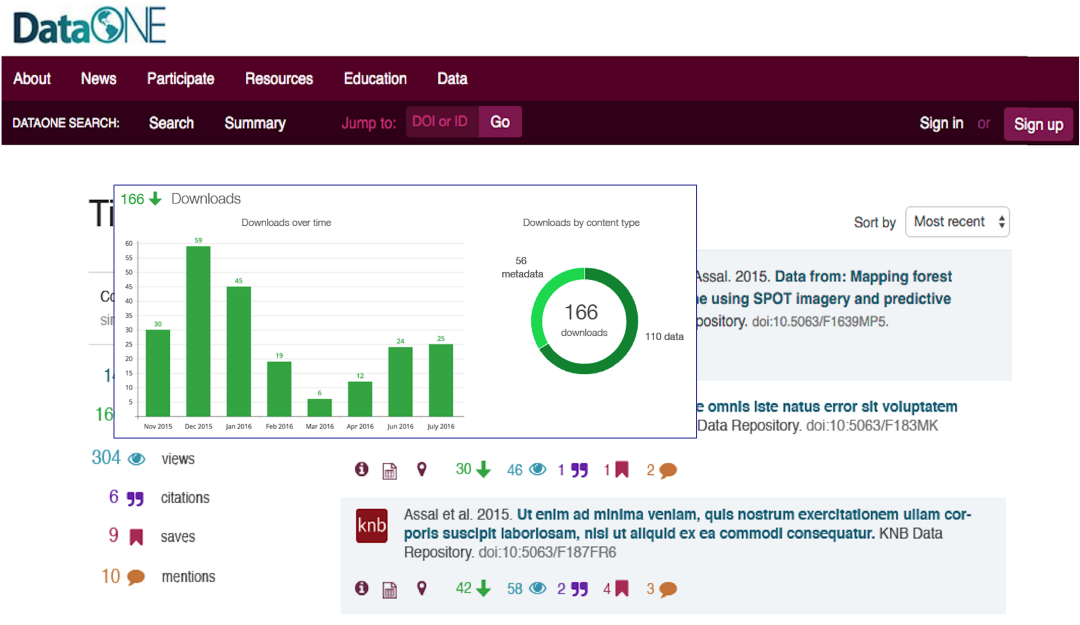 DataONE
About News Participate Resources Education Data
DATAONE SEARCH: Search Summary Jump to: DOI or ID Go Sign in or Sign up
Ti
166 Downloads
Downloads over time
60
55
50
45
40
35
30
25
20
15
10
5
30
59
45
19
6
12
24
25
Nov 2015 Dec 2015 Jan 2016 Feb 2016 Mar 2016 Apr 2016 Jun 2016 July 2016
Downloads by content type
56
metadata
166
downloads
110 data
Sort by Most recent
Assal. 2015. Data from: Mapping forest
e using SPOT imagery and predictive
pository. doi:10.5063/F1639MP5.
e omnis iste natus error sit voluptatem
Data Repository. doi:10:5063/F183MK
30 46 1 1 2
Co
sin
14
16
304 views
6 citations
9 saves
10 mentions
knb
Assal et al. 2015. Ut enim ad minima veniam, quis nostrum exercitationem ullam cor-
poris suscipit laboriosam, nisi ut aliquid ex ea commodi consequatur. KNB Data
Repository. doi:10:5063/F187FR6
42 58 2 4 3